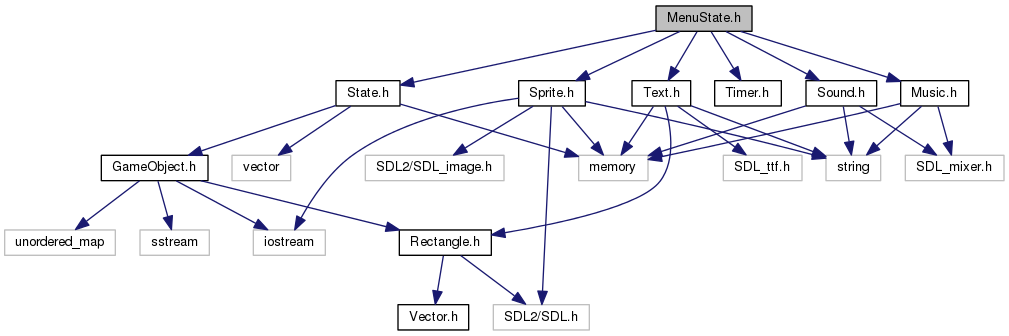 MenuState.h
State.h
Sprite.h
Text.h
Timer.h
Sound.h
Music.h
GameObject.h
vector
SDL2/SDL_image.h
memory
SDL_ttf.h
string
SDL_mixer.h
unordered_map
sstream
iostream
Rectangle.h
Vector.h
SDL2/SDL.h